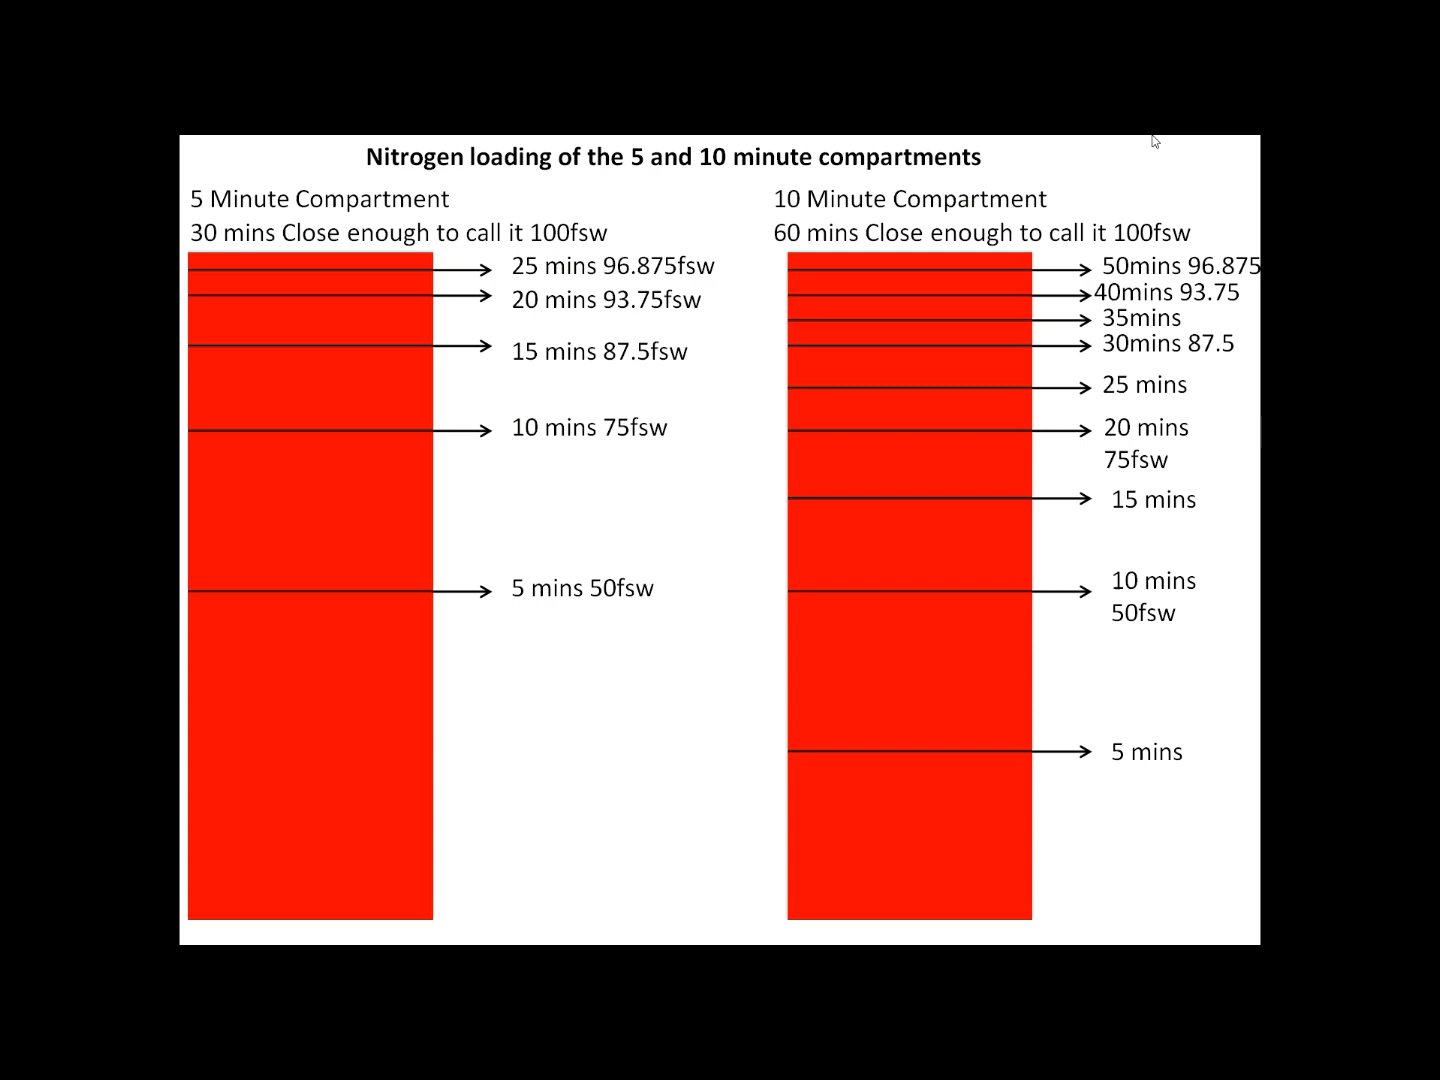 Nitrogen loading of the 5 and 10 minute compartments
5 Minute Compartment
30 mins Close enough to call it 100fsw
25 mins 96.875fsw
20 mins 93.75fsw
15 mins 87.5fsw
10 mins 75fsw
5 mins 50fsw
10 Minute Compartment
60 mins Close enough to call it 100fsw
50mins 96.875
40mins 93.75
35mins
30mins 87.5
25 mins
20 mins
75fsw
15 mins
10 mins
50fsw
5 mins